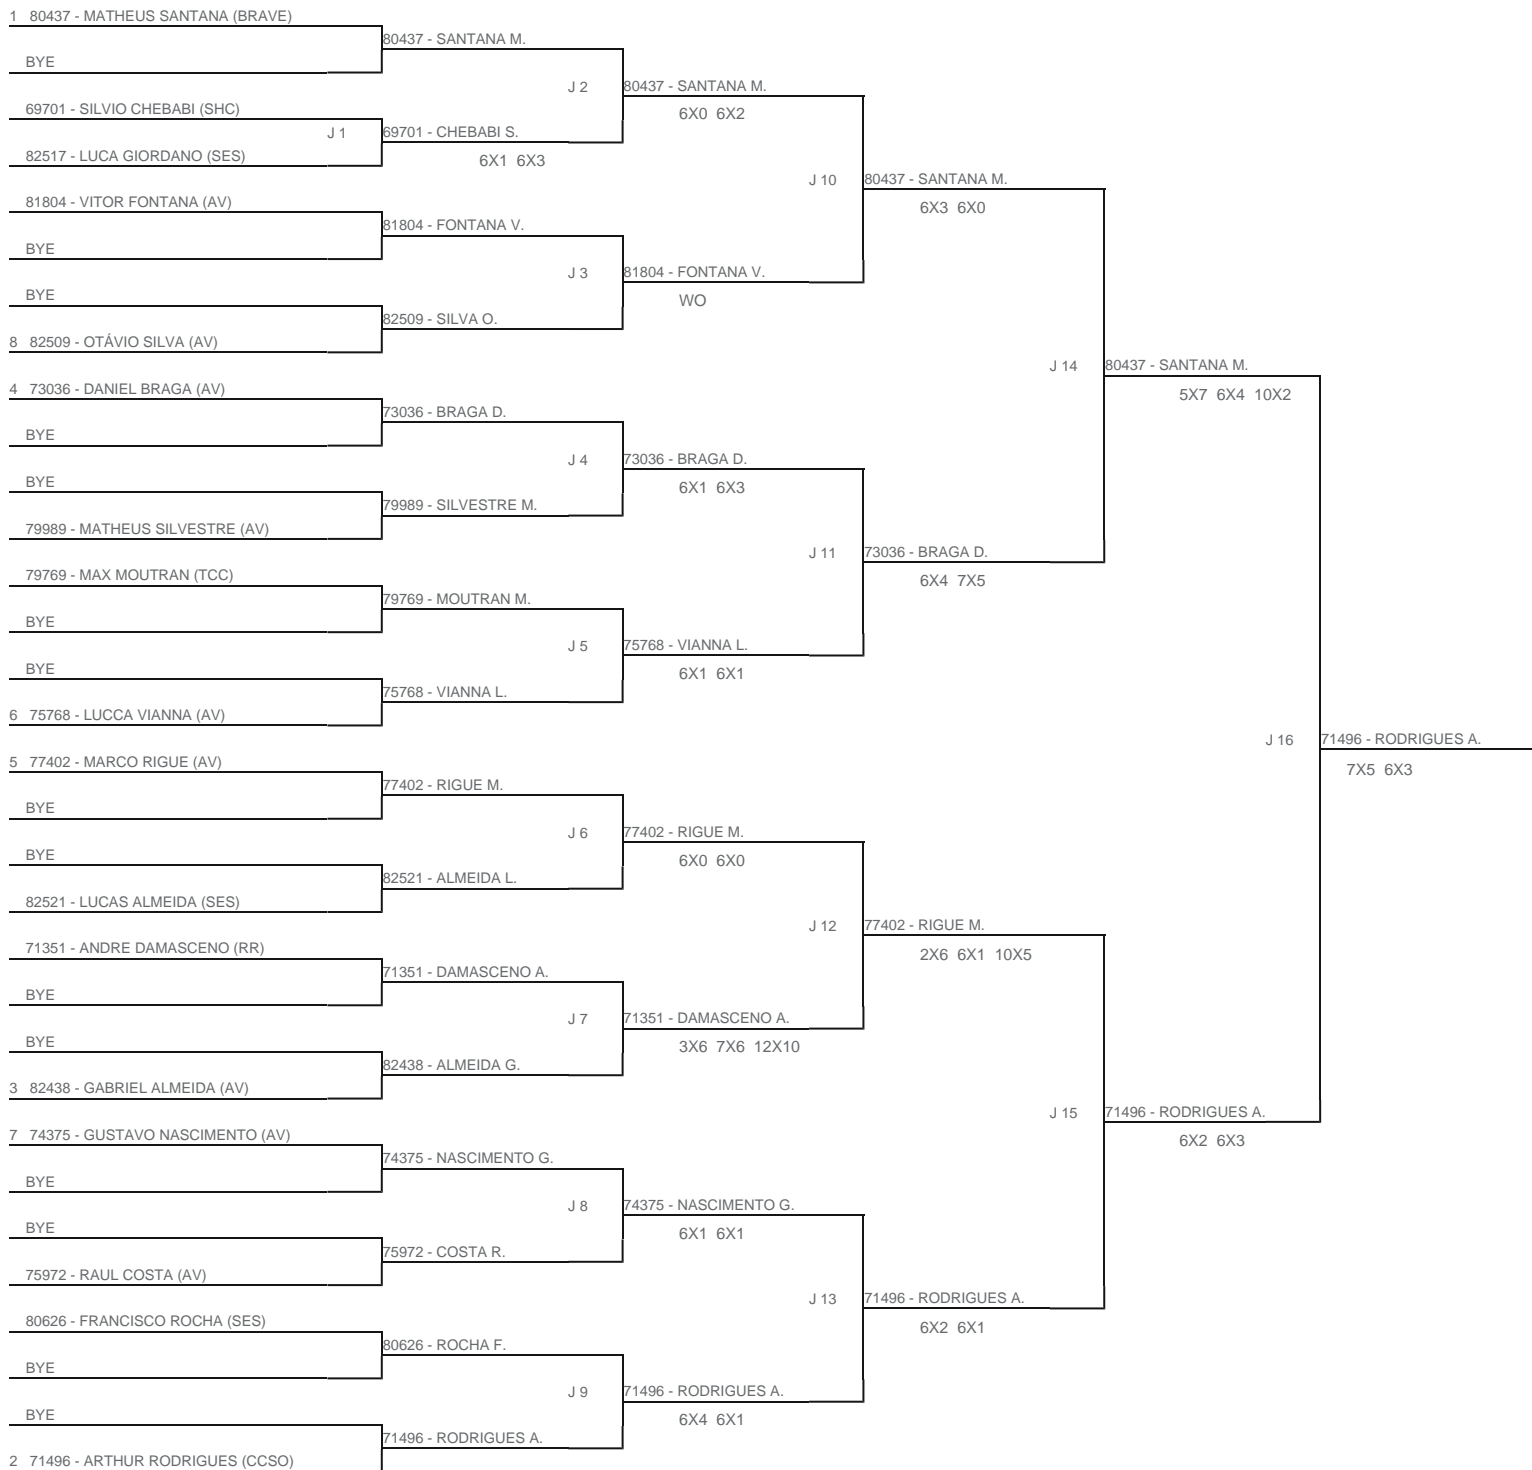 1 80437 - MATHEUS SANTANA (BRAVE)
80437 - SANTANA M.
BYE
J 2
80437 - SANTANA M.
6X0 6X2
69701 - SILVIO CHEBABI (SHC)
J 1
69701 - CHEBABI S.
82517 - LUCA GIORDANO (SES)
6X1 6X3
J 10
80437 - SANTANA M.
6X3 6X0
81804 - VITOR FONTANA (AV)
81804 - FONTANA V.
BYE
J 3
81804 - FONTANA V.
WO
BYE
82509 - SILVA O.
8 82509 - OTÁVIO SILVA (AV)
J 14
80437 - SANTANA M.
5X7 6X4 10X2
4 73036 - DANIEL BRAGA (AV)
73036 - BRAGA D.
BYE
J 4
73036 - BRAGA D.
6X1 6X3
BYE
79989 - SILVESTRE M.
79989 - MATHEUS SILVESTRE (AV)
J 11
73036 - BRAGA D.
6X4 7X5
79769 - MAX MOUTRAN (TCC)
79769 - MOUTRAN M.
BYE
J 5
75768 - VIANNA L.
6X1 6X1
BYE
75768 - VIANNA L.
6 75768 - LUCCA VIANNA (AV)
J 16
71496 - RODRIGUES A.
7X5 6X3
5 77402 - MARCO RIGUE (AV)
77402 - RIGUE M.
BYE
J 6
77402 - RIGUE M.
6X0 6X0
BYE
82521 - ALMEIDA L.
82521 - LUCAS ALMEIDA (SES)
J 12
77402 - RIGUE M.
2X6 6X1 10X5
71351 - ANDRE DAMASCENO (RR)
71351 - DAMASCENO A.
BYE
J 7
71351 - DAMASCENO A.
3X6 7X6 12X10
BYE
82438 - ALMEIDA G.
3 82438 - GABRIEL ALMEIDA (AV)
J 15
71496 - RODRIGUES A.
6X2 6X3
7 74375 - GUSTAVO NASCIMENTO (AV)
74375 - NASCIMENTO G.
BYE
J 8
74375 - NASCIMENTO G.
6X1 6X1
BYE
75972 - COSTA R.
75972 - RAUL COSTA (AV)
J 13
71496 - RODRIGUES A.
6X2 6X1
80626 - FRANCISCO ROCHA (SES)
80626 - ROCHA F.
BYE
J 9
71496 - RODRIGUES A.
6X4 6X1
BYE
71496 - RODRIGUES A.
2 71496 - ARTHUR RODRIGUES (CCSO)